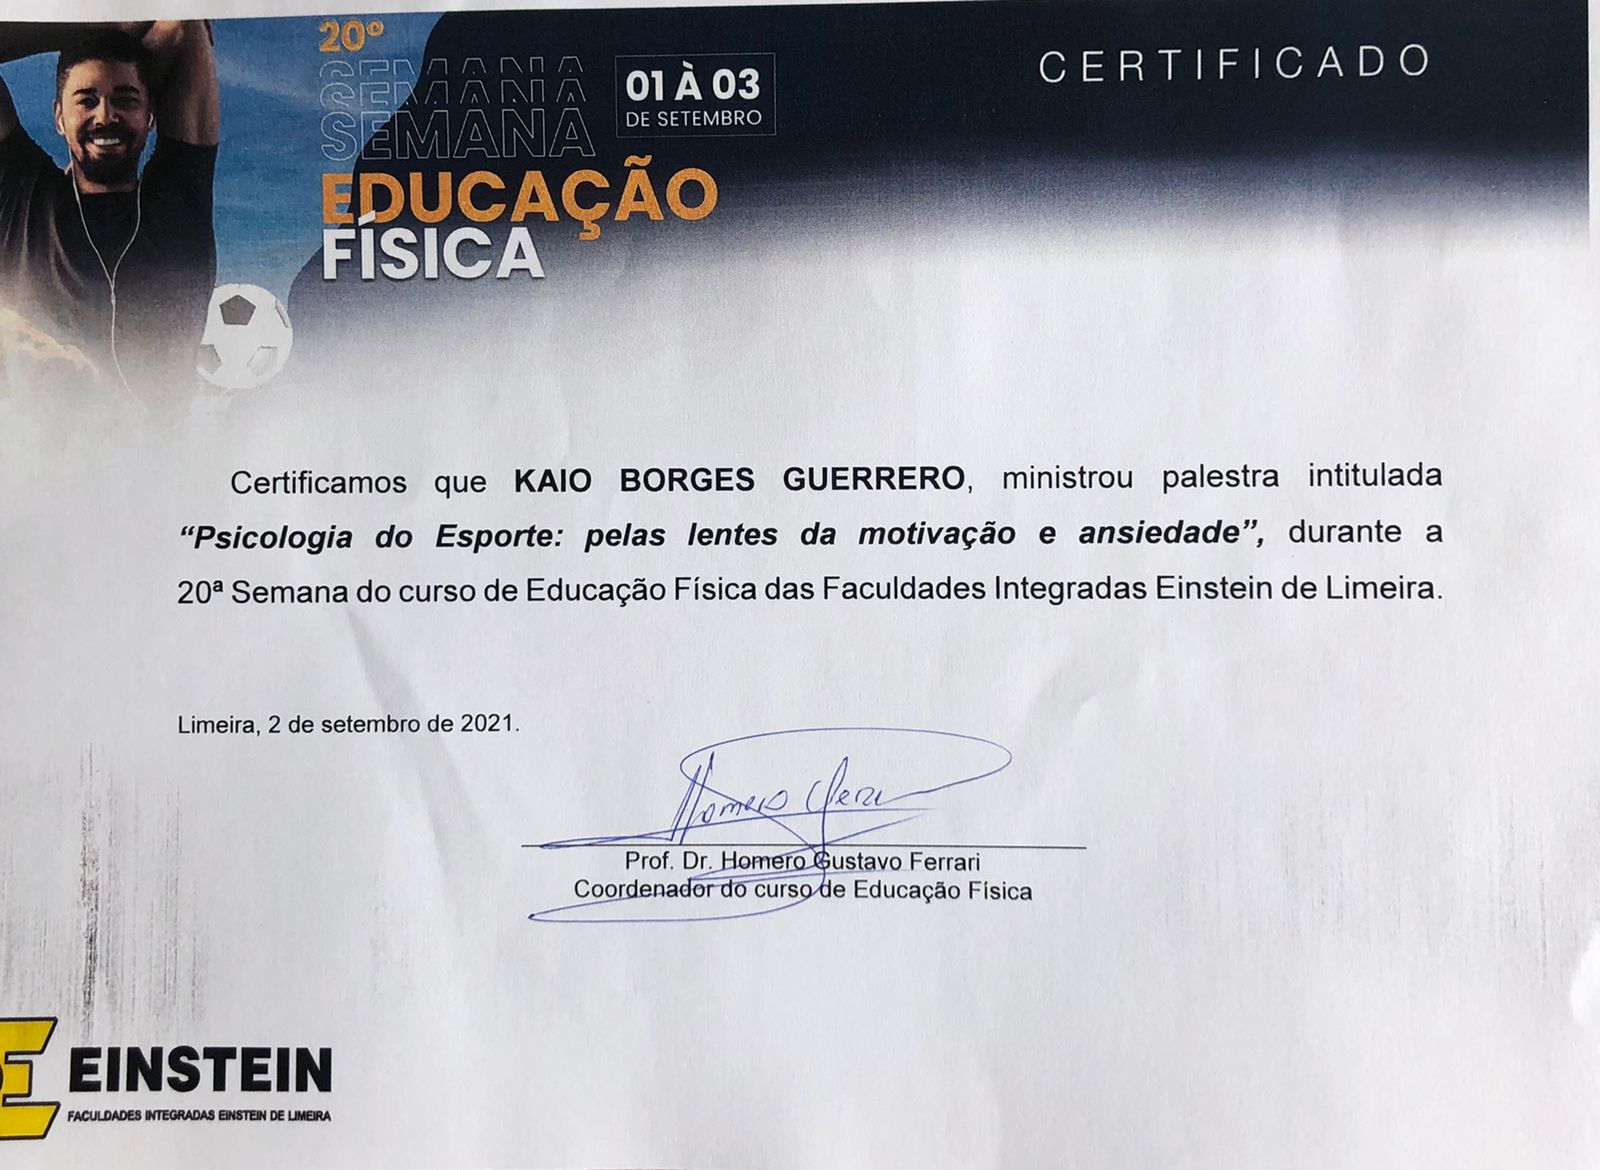 20º
SEMANA
SEMANA
SEMANA
EDUCAÇÃO
FÍSICA
01 À 03
DE SETEMBRO
CERTIFICADO
Certificamos que KAIO BORGES GUERRERO, ministrou palestra intitulada
“Psicologia do Esporte: pelas lentes da motivação e ansiedade”, durante a
20ª Semana do curso de Educação Física das Faculdades Integradas Einstein de Limeira.
Limeira, 2 de setembro de 2021.
Prof. Dr. Homero Gustavo Ferrari
Coordenador do curso de Educação Física
E EINSTEIN
FACULDADES INTEGRADAS EINSTEIN DE LIMEIRA